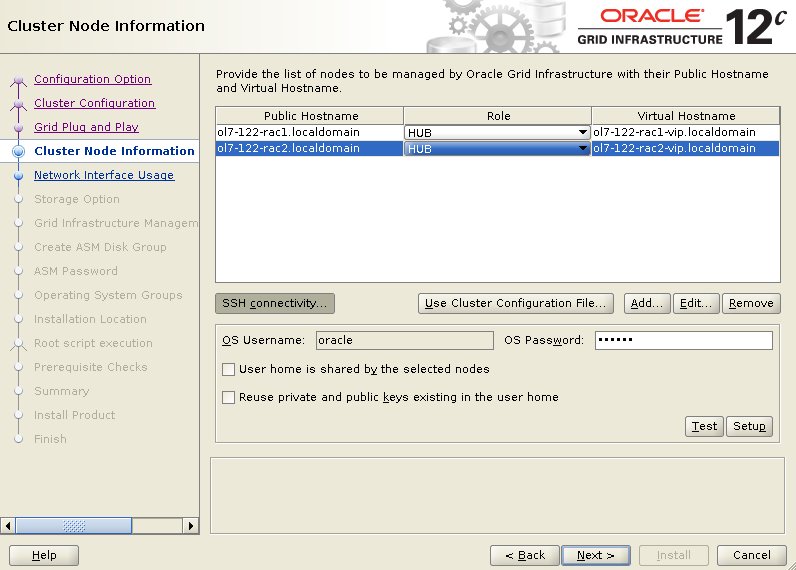 Cluster Node Information
ORACLE®
GRID INFRASTRUCTURE 12c
Configuration Option
Cluster Configuration
Grid Plug and Play
Cluster Node Information
Network Interface Usage
Storage Option
Grid Infrastructure Managem
Create ASM Disk Group
ASM Password
Operating System Groups
Installation Location
Root script execution
Prerequisite Checks
Summary
Install Product
Finish
Provide the list of nodes to be managed by Oracle Grid Infrastructure with their Public Hostname
and Virtual Hostname.
Public Hostname Role Virtual Hostname
ol7-122-rac1.localdomain HUB ol7-122-rac1-vip.localdomain
ol7-122-rac2.localdomain HUB ol7-122-rac2-vip.localdomain
SSH connectivity... Use Cluster Configuration File... Add... Edit... Remove
OS Username: oracle OS Password: ••••••
User home is shared by the selected nodes
Reuse private and public keys existing in the user home
Test Setup
Help < Back Next > Install Cancel